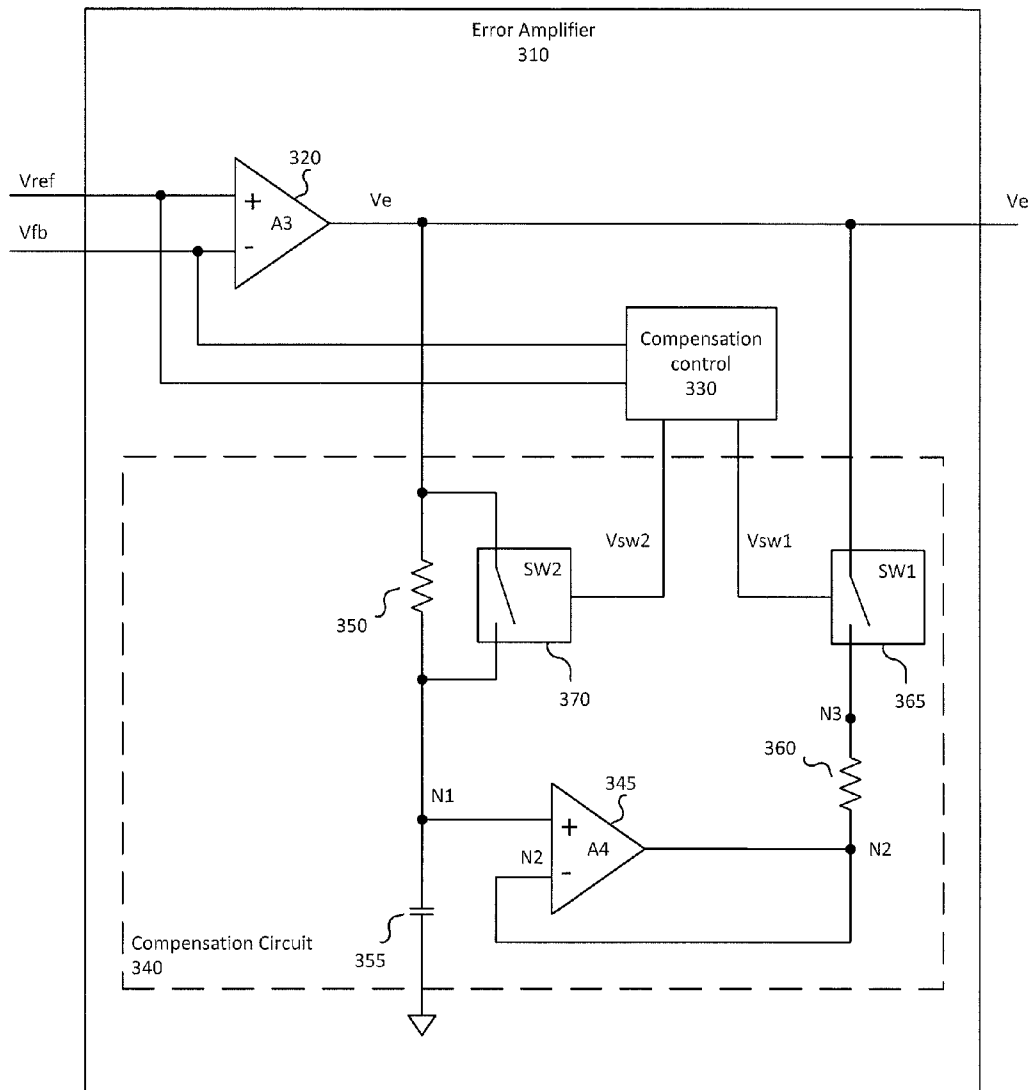 Error Amplifier
310
320
Vref
+
A3
Ve
Ve
Vfb
-
Compensation
control
330
SW2
Vsw2
Vsw1
SW1
350
370
365
N3
360
345
N1
+
N2
A4
N2
-
355
Compensation Circuit
340